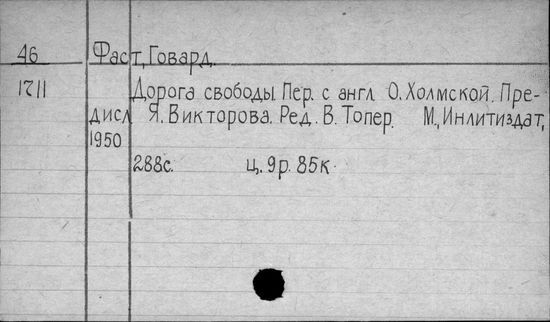 46 Фаст, Говард.
1711 Дорога свободы. Пер. с англ О. Холмской. Пре-
дисл Я. Викторова. Ред. В. Топер. М., Инлитиздат,
1950
288с. ц. 9р. 85к.